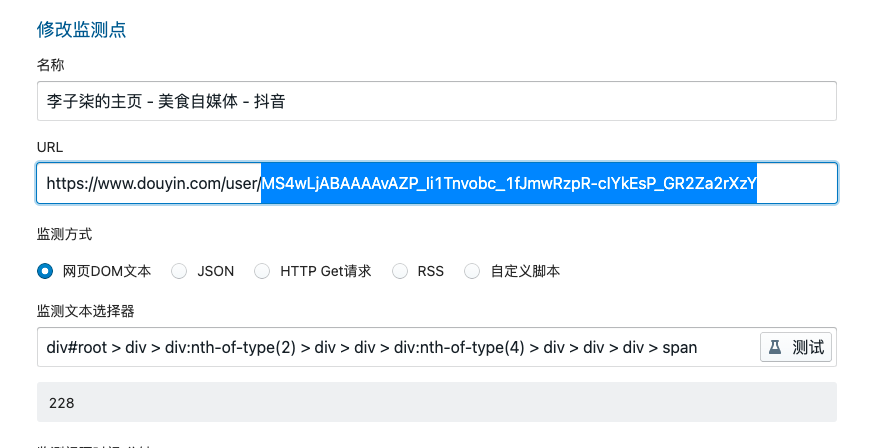 修改监测点
名称
李子柒的主页 - 美食自媒体 - 抖音
URL
https://www.douyin.com/user/MS4wLjABAAAAvAZP_Ii1Tnvobc_1fJmwRzpR-cIYkEsP_GR2Za2rXzY
监测方式
网页DOM文本 JSON HTTP Get请求 RSS 自定义脚本
监测文本选择器
div#root > div > div:nth-of-type(2) > div > div > div:nth-of-type(4) > div > div > div > span 测试
228